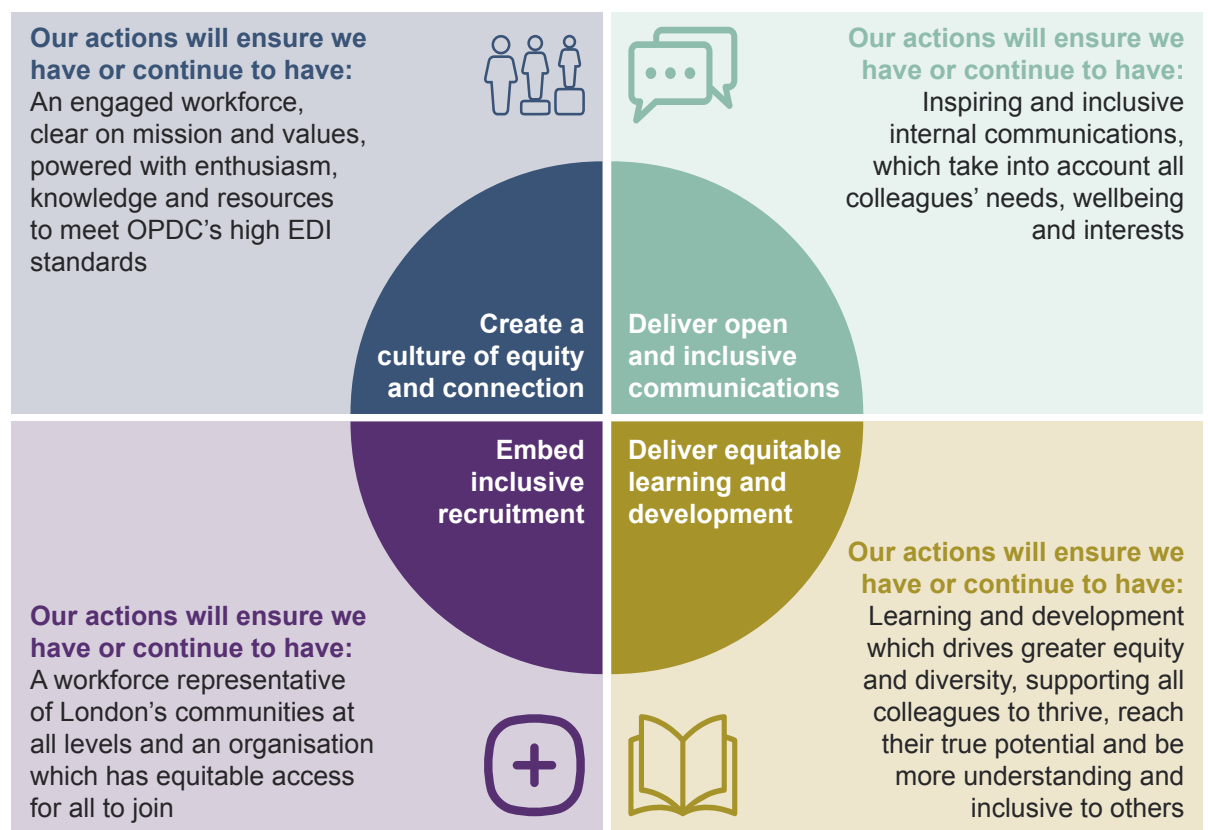 Our actions will ensure we
have or continue to have:
An engaged workforce,
clear on mission and values,
powered with enthusiasm,
knowledge and resources
to meet OPDC’s high EDI
standards
Create a
culture of equity
and connection
Our actions will ensure we
have or continue to have:
Inspiring and inclusive
internal communications,
which take into account all
colleagues’ needs, wellbeing
and interests
Deliver open
and inclusive
communications
Embed
inclusive
recruitment
Our actions will ensure we
have or continue to have:
A workforce representative
of London’s communities at
all levels and an organisation
which has equitable access
for all to join
Deliver equitable
learning and
development
Our actions will ensure we
have or continue to have:
Learning and development
which drives greater equity
and diversity, supporting all
colleagues to thrive, reach
their true potential and be
more understanding and
inclusive to others